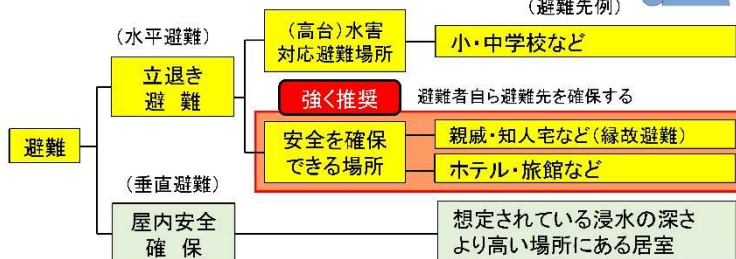 (避難先例)
(水平避難)
(高台)水害
対応避難場所
小・中学校など
立退き
避 難
強く推奨
避難者自ら避難先を確保する
避難
安全を確保
できる場所
親戚・知人宅など(縁故避難)
ホテル・旅館など
(垂直避難)
屋内安全
確 保
想定されている浸水の深さ
より高い場所にある居室